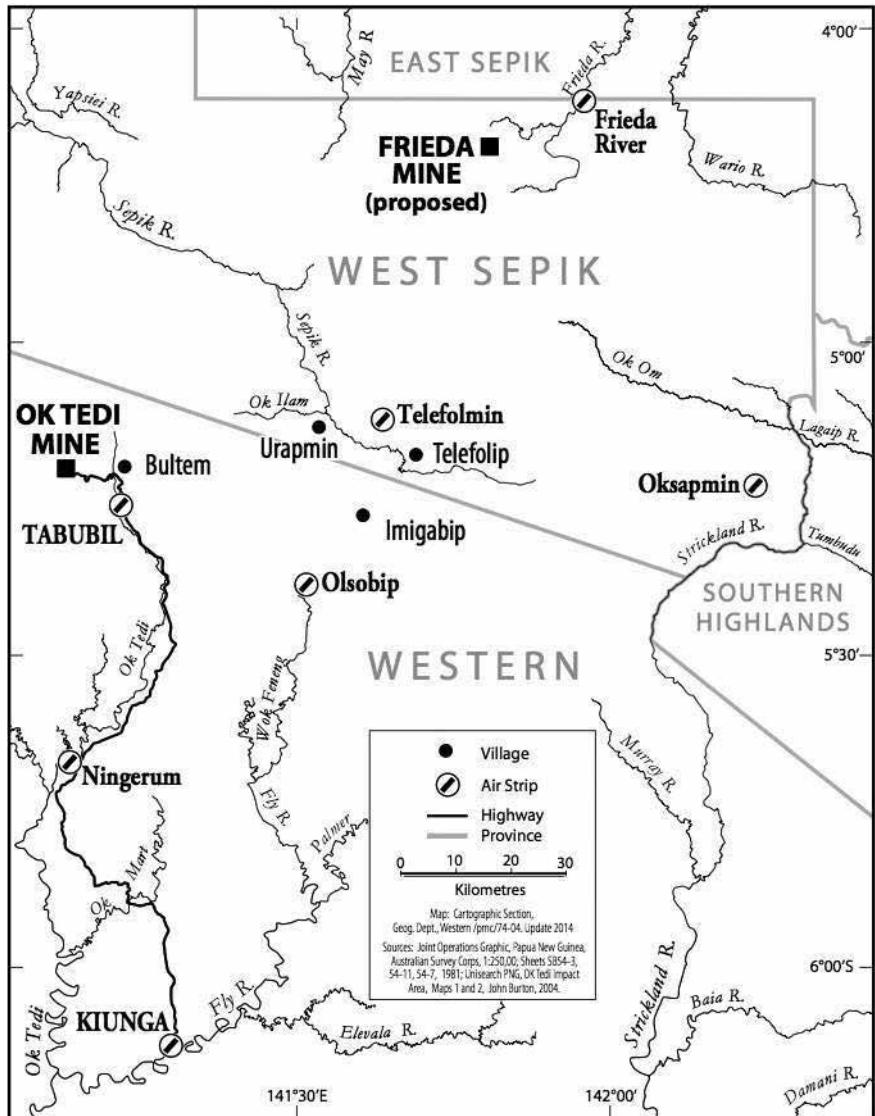 4°00'
May R
EAST SEPIK
Frieda R.
Yapsiei R.
Frieda
River
FRIEDA
MINE
(proposed)
Wario R.
Sepik R.
WEST SEPIK
Sepik R.
5°00'
Ok Om
OK TEDI
MINE
Ok Ilam
Telefolmin
Lagaip R.
Urapmin
Telefolip
Bultem
Oksapmin
TABUBIL
Imigabip
Strickland R.
Tumbudu
Olsobip
SOUTHERN
HIGHLANDS
Ok Tedi
WESTERN
5°30'
Wok Feneng
Murray R.
Ningerum
Fly R.
Palmer
Village
Air Strip
Highway
Province
0 10 20 30
Kilometres
Map: Cartographic Section,
Geog. Dept., Western /pmc/74-04. Update 2014
Sources: Joint Operations Graphic, Papua New Guinea,
Australian Survey Corps, 1:250,00; Sheets SB54-3,
54-11, 54-7, 1981; Unisearch PNG, OK Tedi Impact
Area, Maps 1 and 2, John Burton, 2004.
Ok Mart
6°00'S
Fly R.
Strickland R.
Baia R.
KIUNGA
Ok Tedi
Elevala R.
Damani R.
141°30'E
142°00'